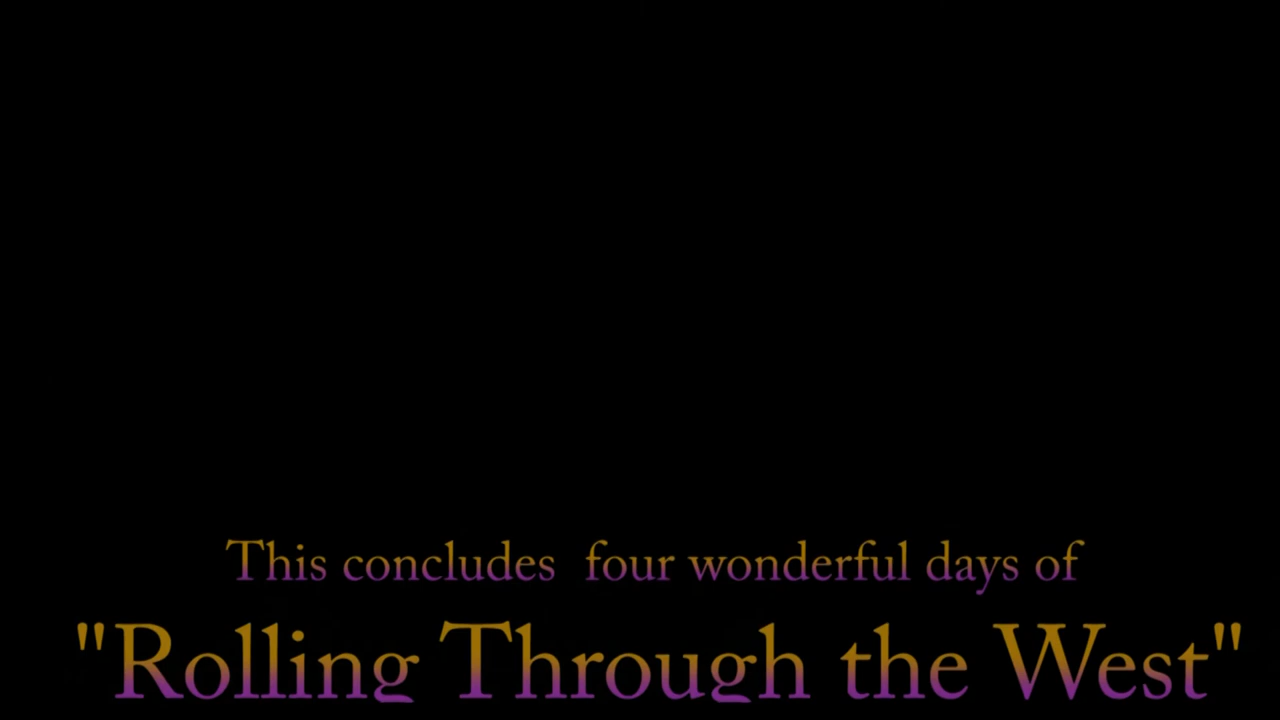 This concludes  four wonderful days of
"Rolling Through the West"